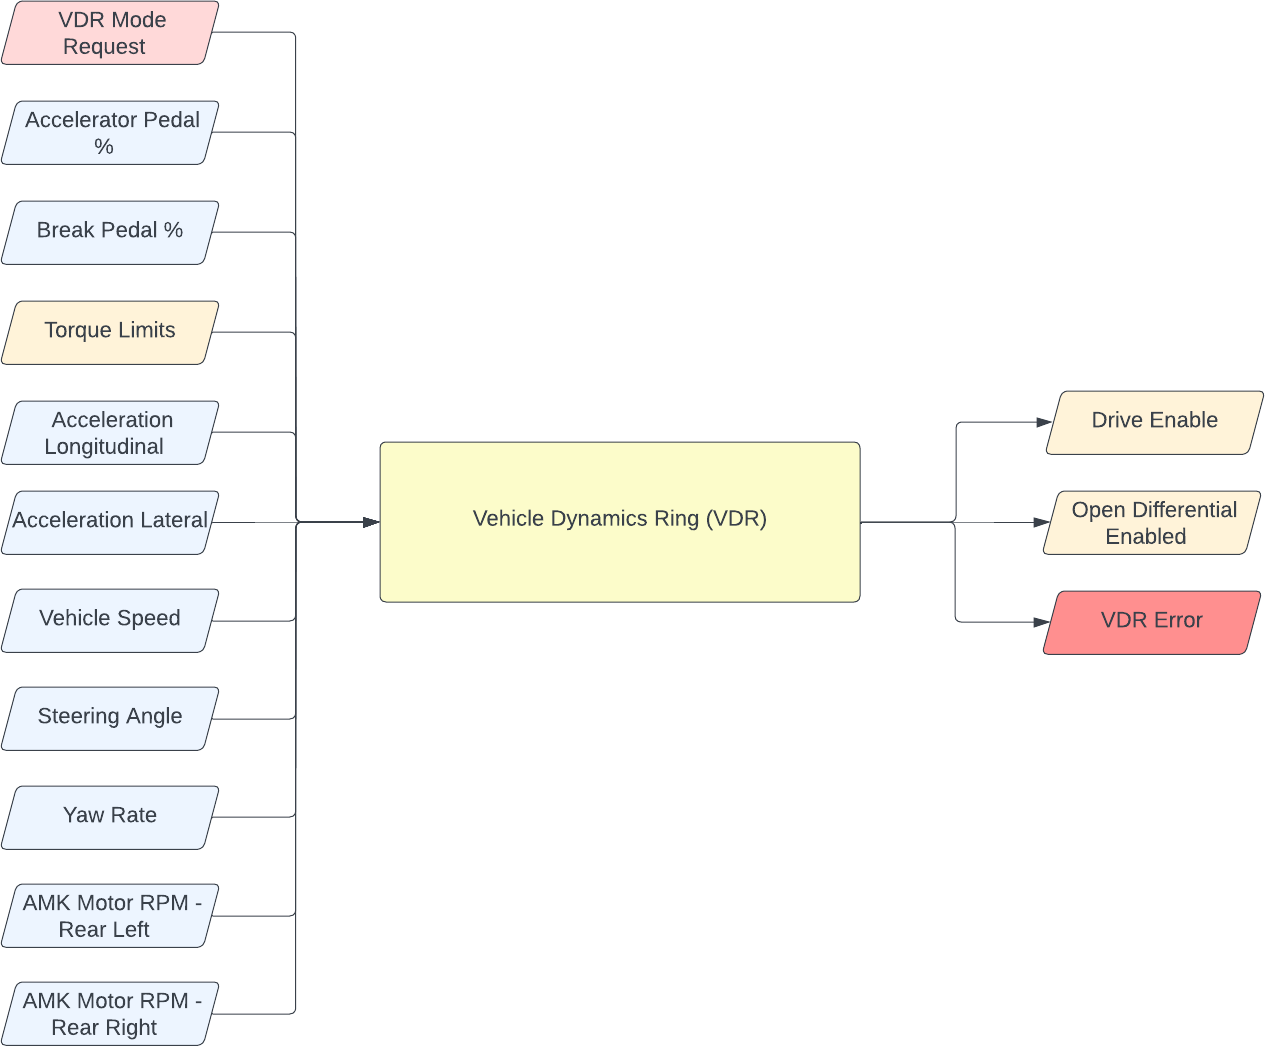 VDR Mode
Request
Accelerator Pedal
%
Break Pedal %
Torque Limits
Acceleration
Longitudinal
Acceleration Lateral
Vehicle Speed
Steering Angle
Yaw Rate
AMK Motor RPM -
Rear Left
AMK Motor RPM -
Rear Right
Vehicle Dynamics Ring (VDR)
Drive Enable
Open Differential
Enabled
VDR Error